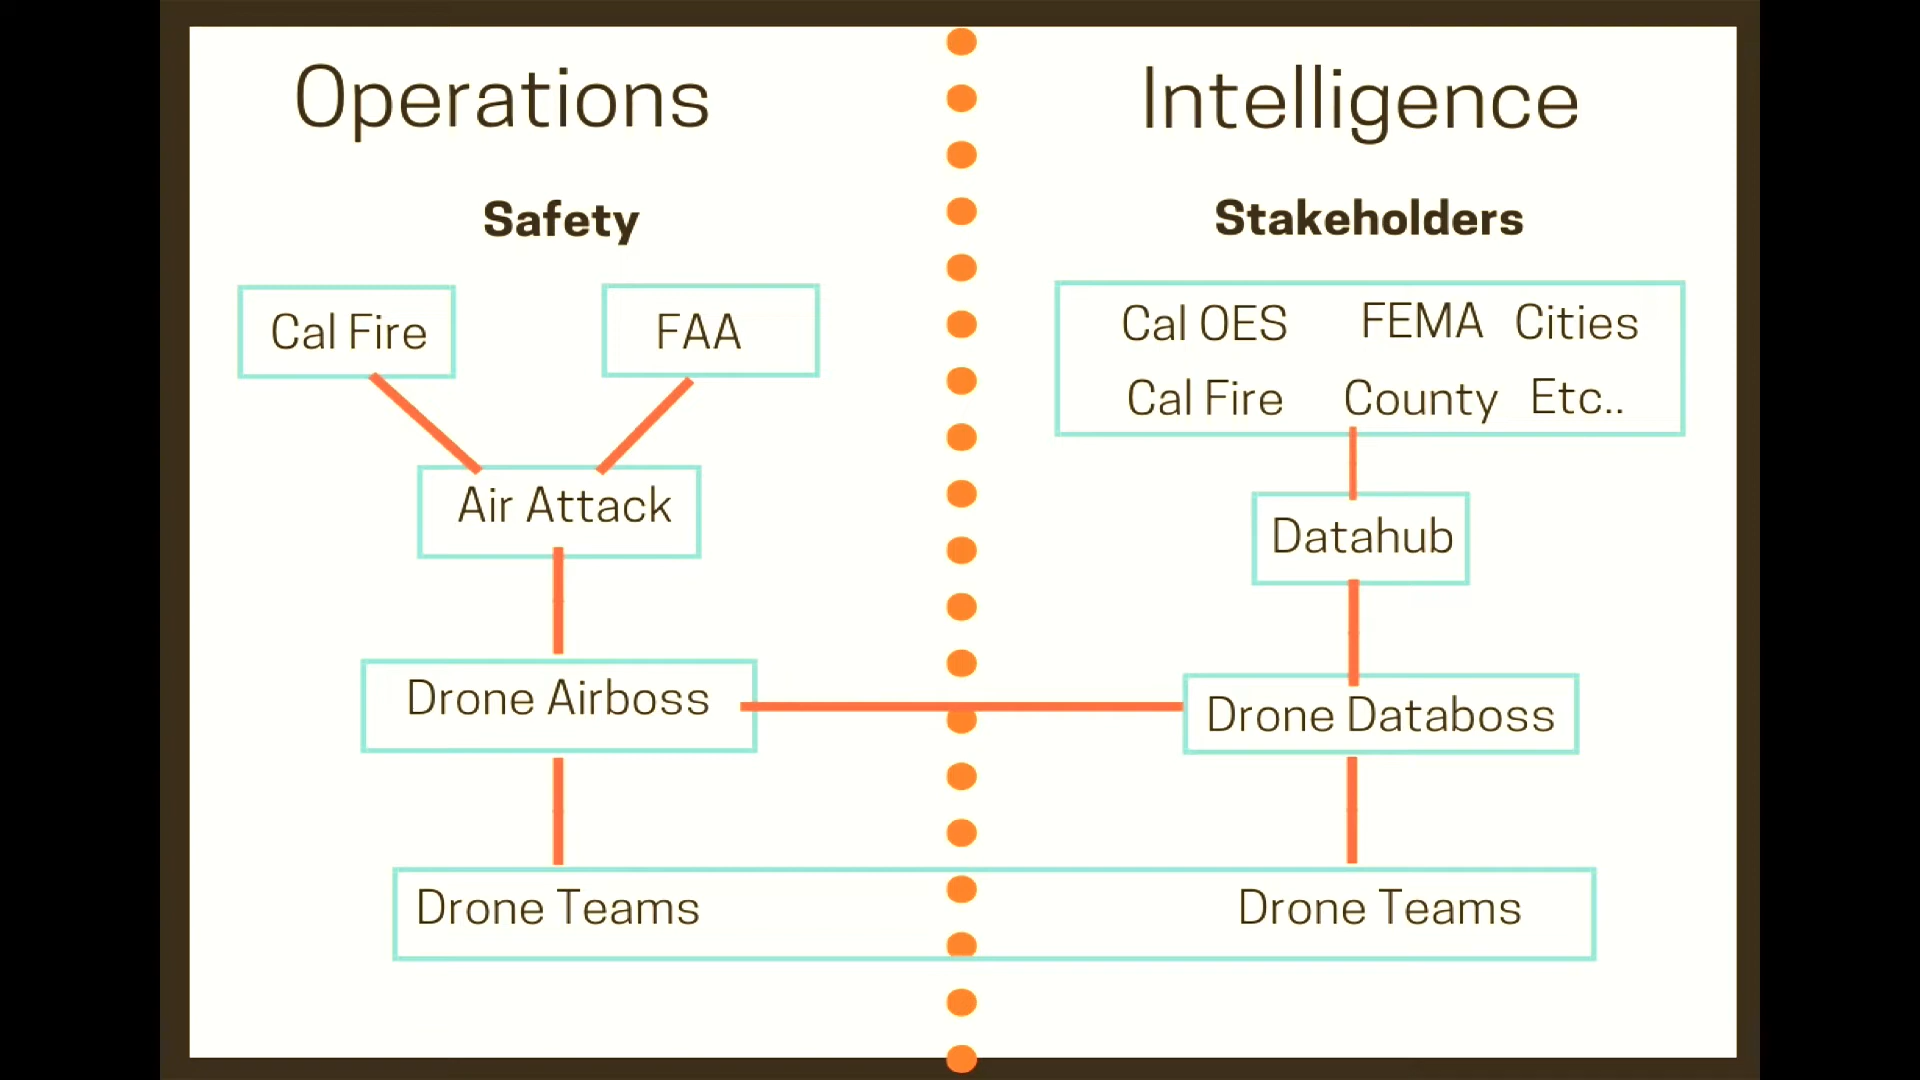 Operations
Safety
Cal Fire
FAA
Air Attack
Drone Airboss
Drone Teams
Intelligence
Stakeholders
Cal OES FEMA Cities
Cal Fire County Etc..
Datahub
Drone Databoss
Drone Teams